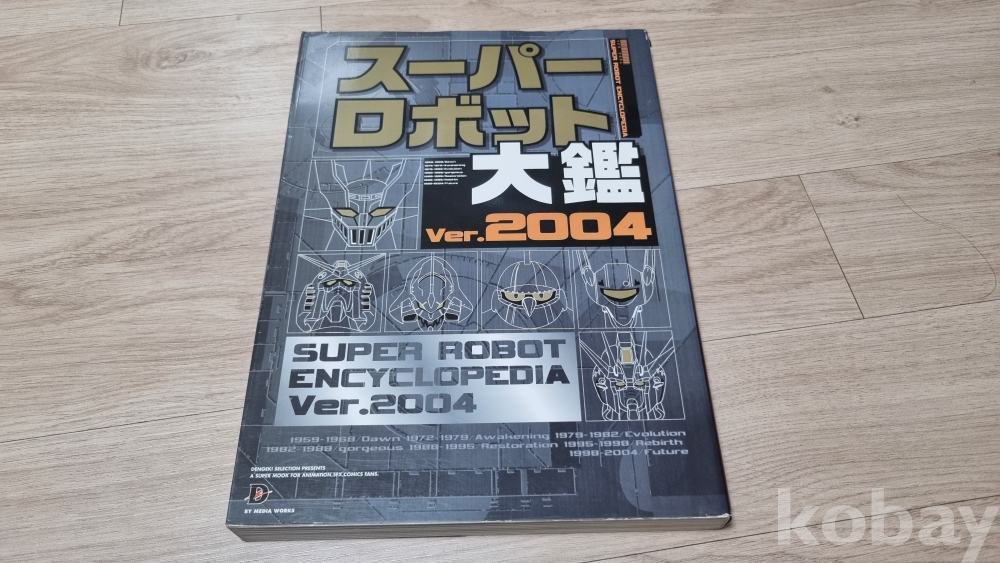 スーパー
ロボット
大鑑
Ver.2004
SUPER ROBOT ENCYCLOPEDIA
SUPER ROBOT
ENCYCLOPEDIA
Ver.2004
1959-1968/Dawn 1972-1979/Awakening 1979-1982/Evolution
1982-1988/gorgeous 1988-1995/Restoration 1995-1998/Rebirth
1998-2004/Future
DENGEKI SELECTION PRESENTS
A SUPER MOOK FOR ANIMATION,SFX,COMICS FANS.
D
BY MEDIA WORKS
kobay